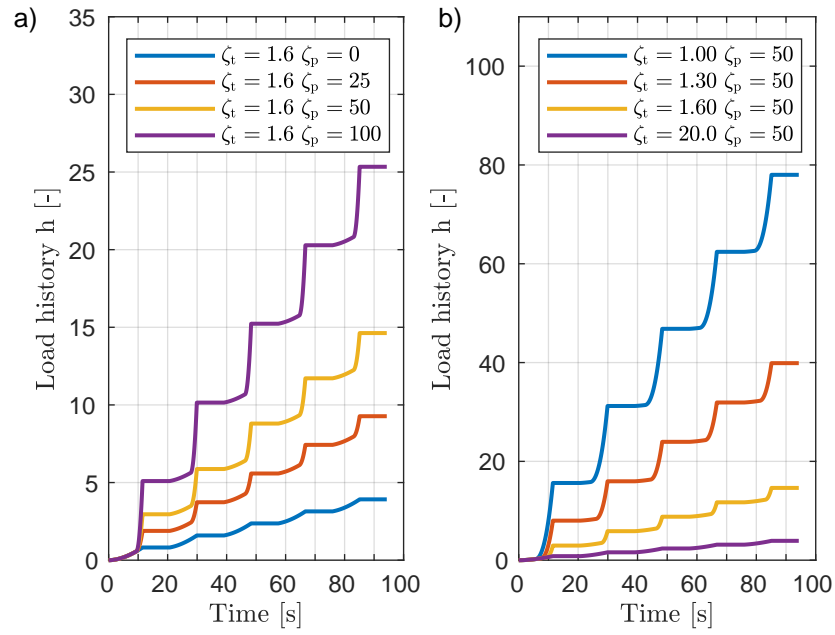 a)
ζt = 1.6 ζp = 0
ζt = 1.6 ζp = 25
ζt = 1.6 ζp = 50
ζt = 1.6 ζp = 100
35
30
25
20
15
10
5
0
0 20 40 60 80 100
Load history h [-]
Time [s]
b)
ζt = 1.00 ζp = 50
ζt = 1.30 ζp = 50
ζt = 1.60 ζp = 50
ζt = 20.0 ζp = 50
100
80
60
40
20
0
0 20 40 60 80 100
Load history h [-]
Time [s]